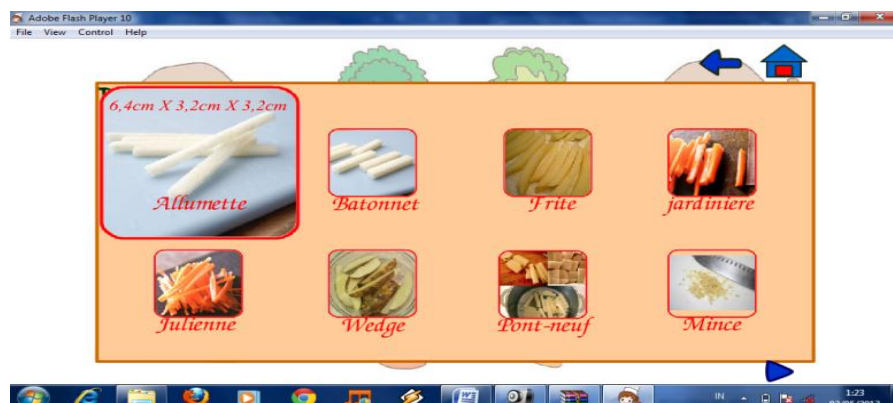 Adobe Flash Player 10
File View Control Help
6,4cm X 3,2cm X 3,2cm
Allumette
Batonnet
Frite
jardiniere
Julienne
Wedge
Pont-neuf
Mince
IN
1:23